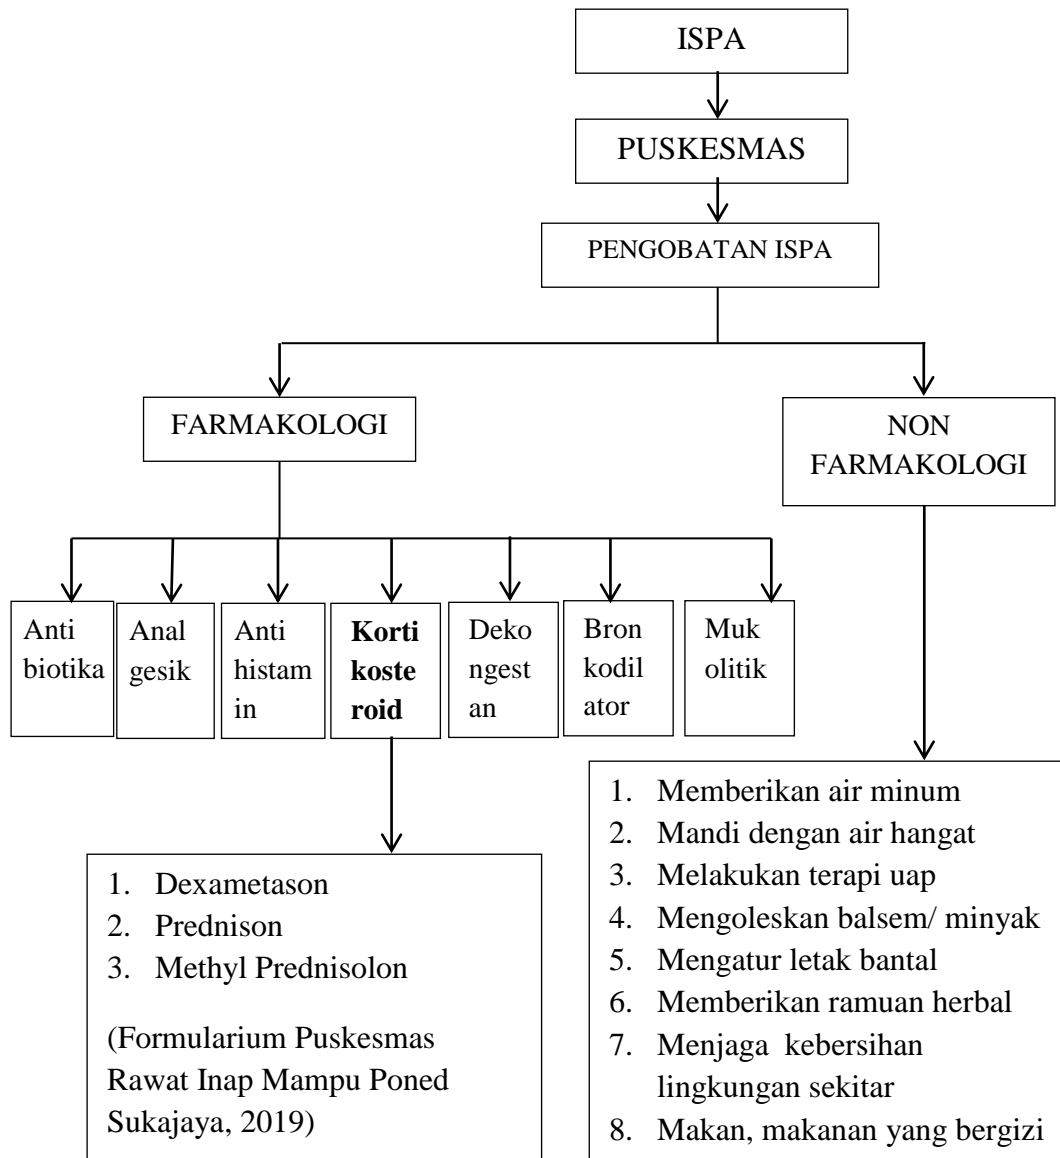 ISPA
PUSKESMAS
PENGOBATAN ISPA
FARMAKOLOGI
NON
FARMAKOLOGI
Anti
biotika
Anal
gesik
Anti
histam
in
Korti
koste
roid
Deko
ngest
an
Bron
kodil
ator
Muk
olitik
1. Dexametason
2. Prednison
3. Methyl Prednisolon
(Formularium Puskesmas
Rawat Inap Mampu Poned
Sukajaya, 2019)
1. Memberikan air minum
2. Mandi dengan air hangat
3. Melakukan terapi uap
4. Mengoleskan balsem/ minyak
5. Mengatur letak bantal
6. Memberikan ramuan herbal
7. Menjaga kebersihan
lingkungan sekitar
8. Makan, makanan yang bergizi